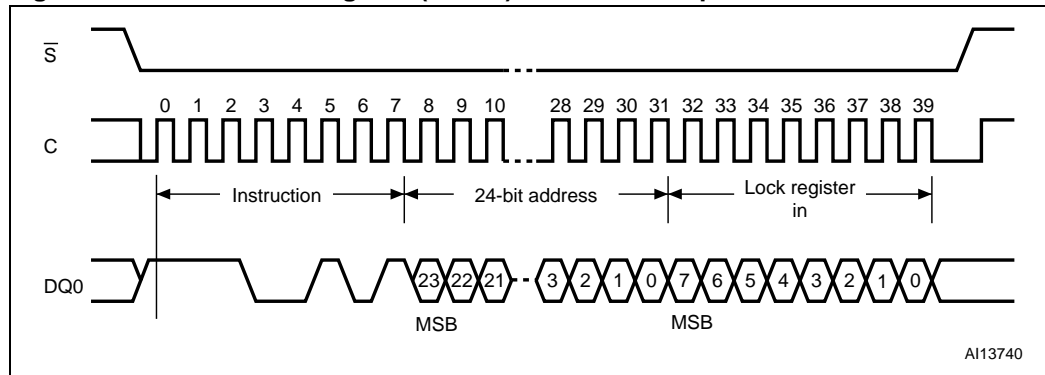 S̅
0 1 2 3 4 5 6 7 8 9 10 28 29 30 31 32 33 34 35 36 37 38 39
C
Instruction 24-bit address Lock register
in
DQ0 23 22 21 3 2 1 0 7 6 5 4 3 2 1 0
MSB MSB
AI13740